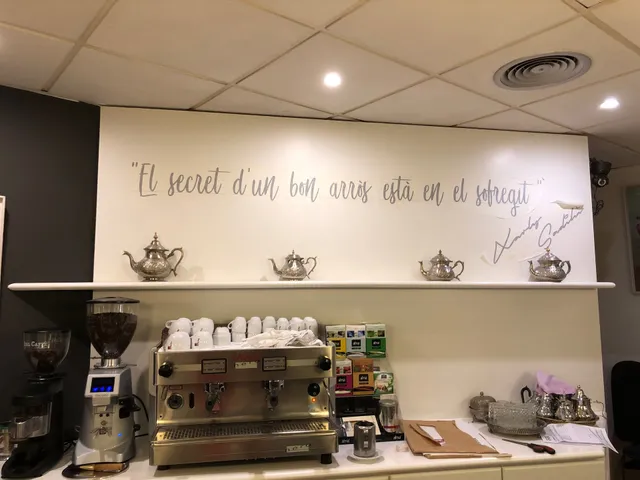 "El secret d'un bon arròs està en el sofregit"